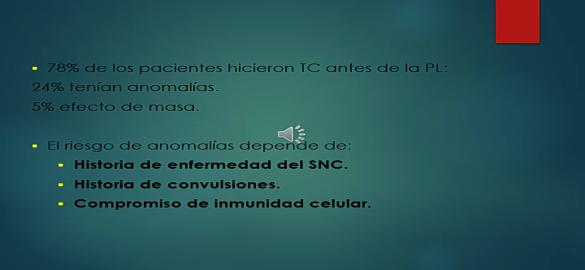 78% de los pacientes hicieron TC antes de la PL:
24% tenían anomalías.
5% efecto de masa.
El riesgo de anomalías depende de:
Historia de enfermedad del SNC.
Historia de convulsiones.
Compromiso de inmunidad celular.